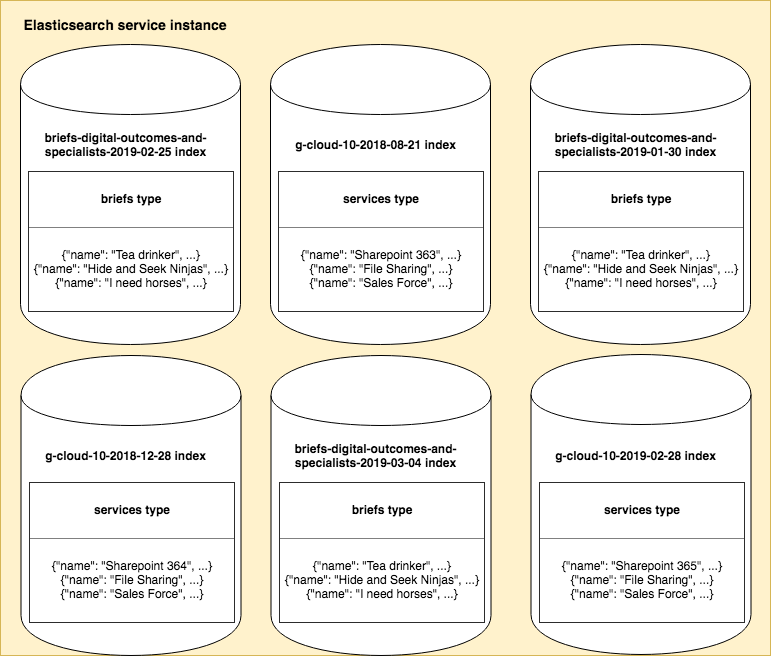 Elasticsearch service instance
briefs-digital-outcomes-and-
specialists-2019-02-25 index
briefs type
{"name": "Tea drinker", ...}
{"name": "Hide and Seek Ninjas", ...}
{"name": "I need horses", ...}
g-cloud-10-2018-08-21 index
services type
{"name": "Sharepoint 363", ...}
{"name": "File Sharing", ...}
{"name": "Sales Force", ...}
briefs-digital-outcomes-and-
specialists-2019-01-30 index
briefs type
{"name": "Tea drinker", ...}
{"name": "Hide and Seek Ninjas", ...}
{"name": "I need horses", ...}
g-cloud-10-2018-12-28 index
services type
{"name": "Sharepoint 364", ...}
{"name": "File Sharing", ...}
{"name": "Sales Force", ...}
briefs-digital-outcomes-and-
specialists-2019-03-04 index
briefs type
{"name": "Tea drinker", ...}
{"name": "Hide and Seek Ninjas", ...}
{"name": "I need horses", ...}
g-cloud-10-2019-02-28 index
services type
{"name": "Sharepoint 365", ...}
{"name": "File Sharing", ...}
{"name": "Sales Force", ...}